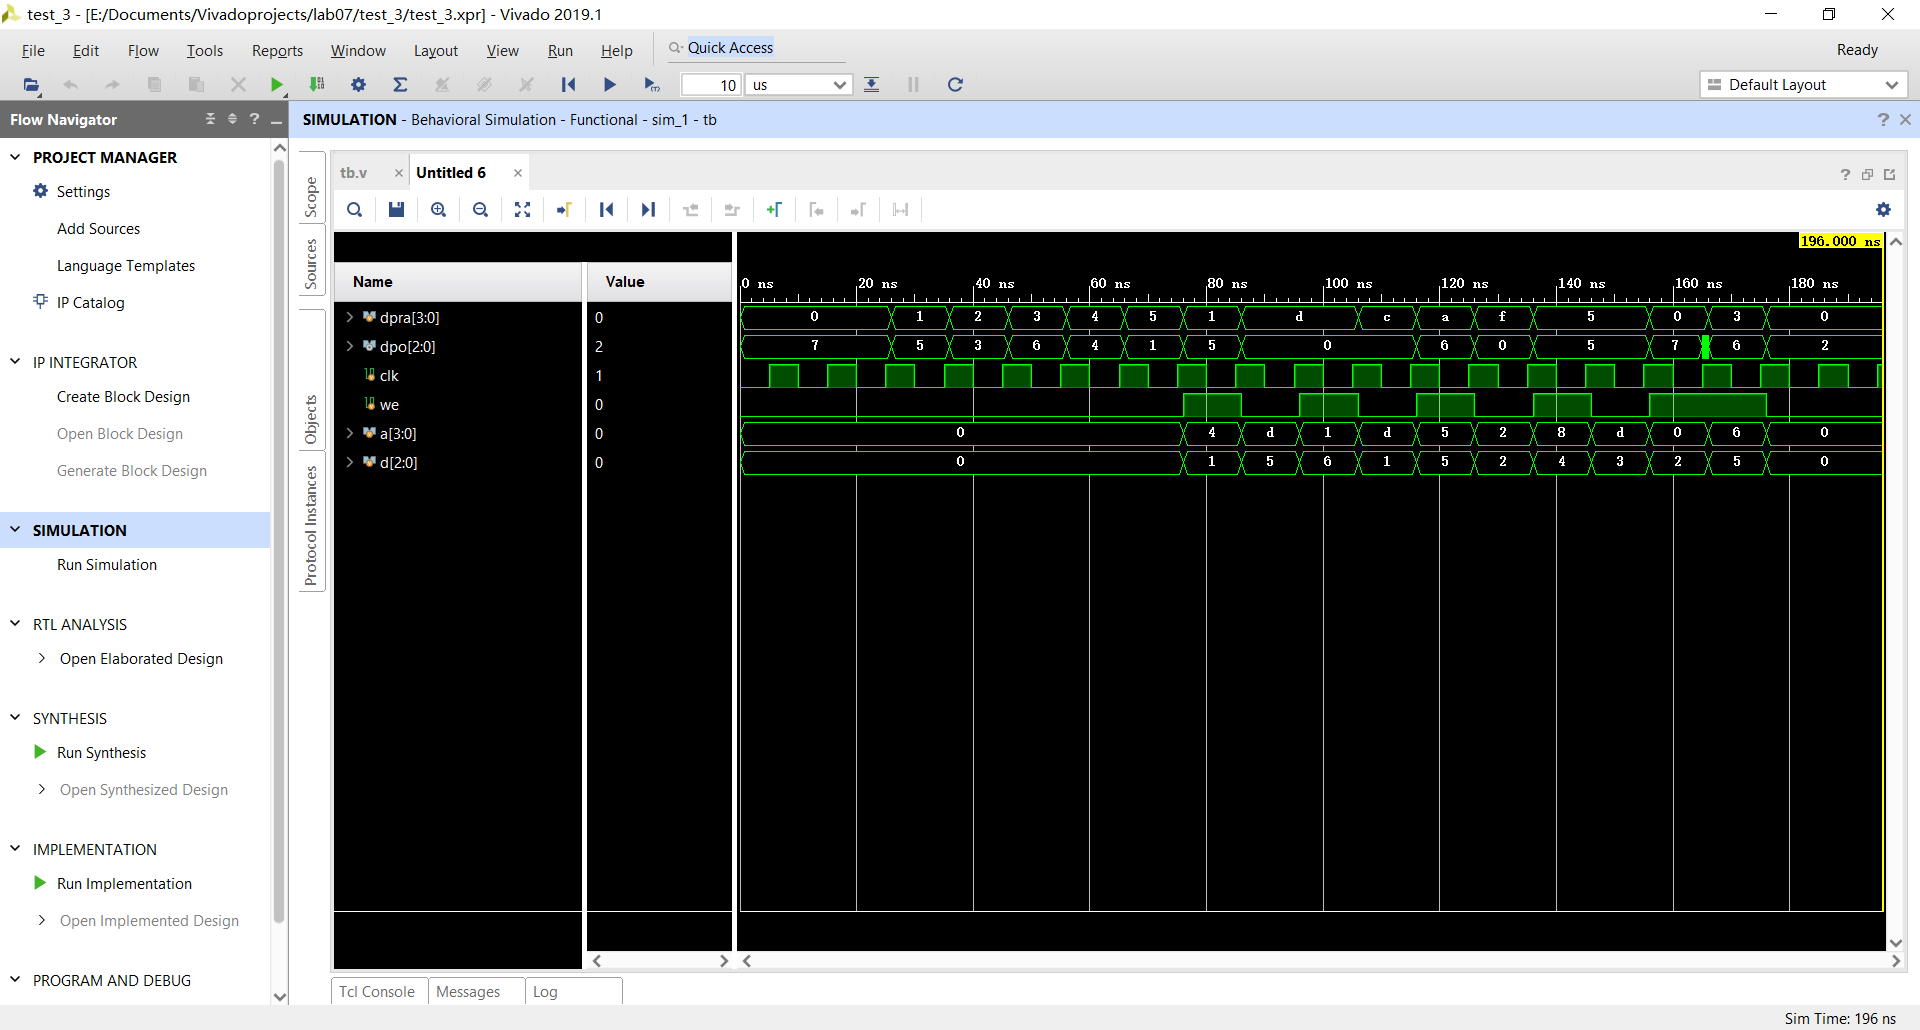 test_3 - [E:/Documents/Vivadoprojects/lab07/test_3/test_3.xpr] - Vivado 2019.1
File Edit Flow Tools Reports Window Layout View Run Help Quick Access Ready
10 us Default Layout
Flow Navigator
SIMULATION - Behavioral Simulation - Functional - sim_1 - tb
PROJECT MANAGER
Settings
Add Sources
Language Templates
IP Catalog
IP INTEGRATOR
Create Block Design
Open Block Design
Generate Block Design
SIMULATION
Run Simulation
RTL ANALYSIS
Open Elaborated Design
SYNTHESIS
Run Synthesis
Open Synthesized Design
IMPLEMENTATION
Run Implementation
Open Implemented Design
PROGRAM AND DEBUG
Scope
Sources
Objects
Protocol Instances
tb.v Untitled 6
196.000 ns
Name Value
0 ns 20 ns 40 ns 60 ns 80 ns 100 ns 120 ns 140 ns 160 ns 180 ns
dpra[3:0] 0 0 1 2 3 4 5 1 d c a f 5 0 3 0
dpo[2:0] 2 7 5 3 6 4 1 5 0 6 0 5 7 6 2
clk 1
we 0
a[3:0] 0 0 4 d 1 d 5 2 8 d 0 6 0
d[2:0] 0 0 1 5 6 1 5 2 4 3 2 5 0
Tcl Console Messages Log
Sim Time: 196 ns